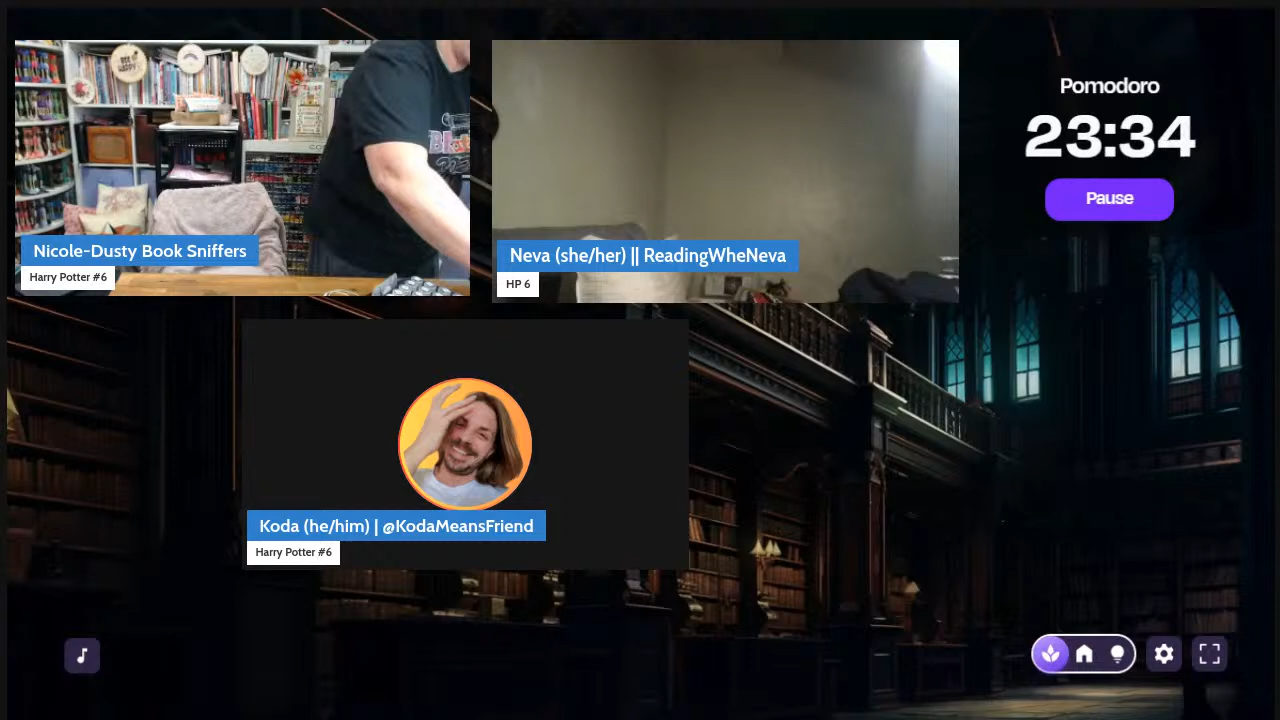 Pomodoro
23:34
Pause
Nicole-Dusty Book Sniffers
Harry Potter #6
Neva (she/her) || ReadingWheNeva
HP 6
Koda (he/him) | @KodaMeansFriend
Harry Potter #6